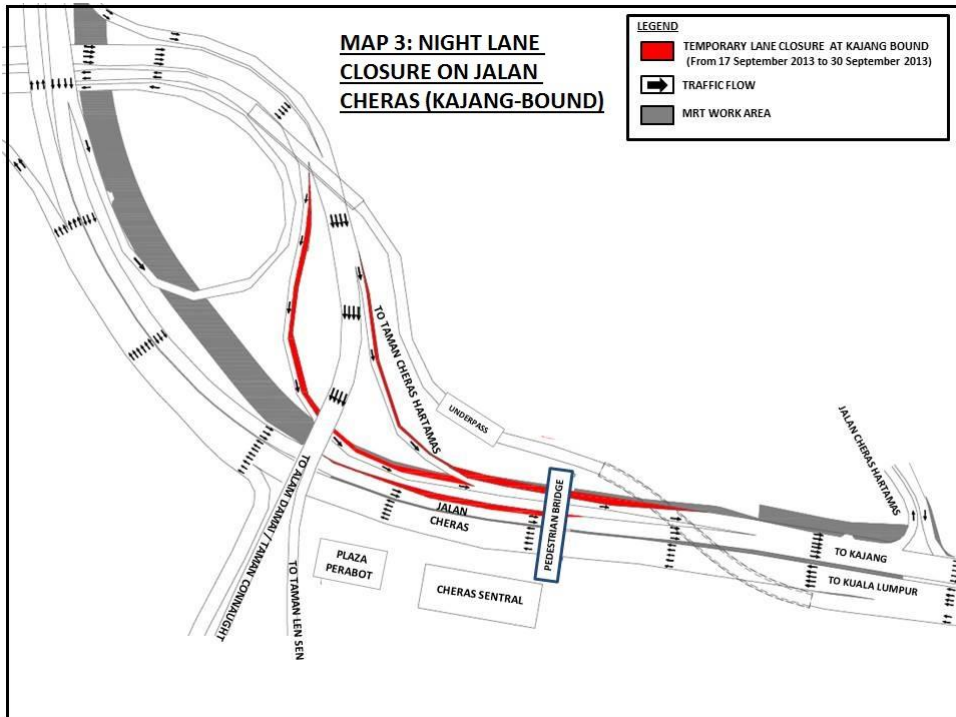 MAP 3: NIGHT LANE
CLOSURE ON JALAN
CHERAS (KAJANG-BOUND)
LEGEND
TEMPORARY LANE CLOSURE AT KAJANG BOUND
(From 17 September 2013 to 30 September 2013)
TRAFFIC FLOW
MRT WORK AREA
TO TAMAN CHERAS HARTAMAS
UNDERPASS
JALAN CHERAS HARTAMAS
TO ALAM DAMAI / TAMAN CONNAUGHT
TO TAMAN LEN SEN
JALAN
CHERAS
PEDESTRIAN BRIDGE
PLAZA
PERABOT
CHERAS SENTRAL
TO KAJANG
TO KUALA LUMPUR